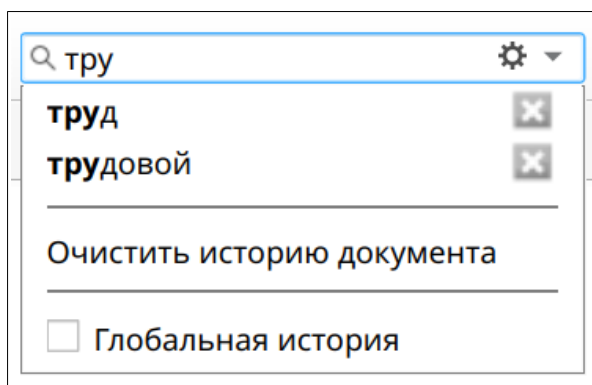 тру
труд
трудовой
Очистить историю документа
Глобальная история